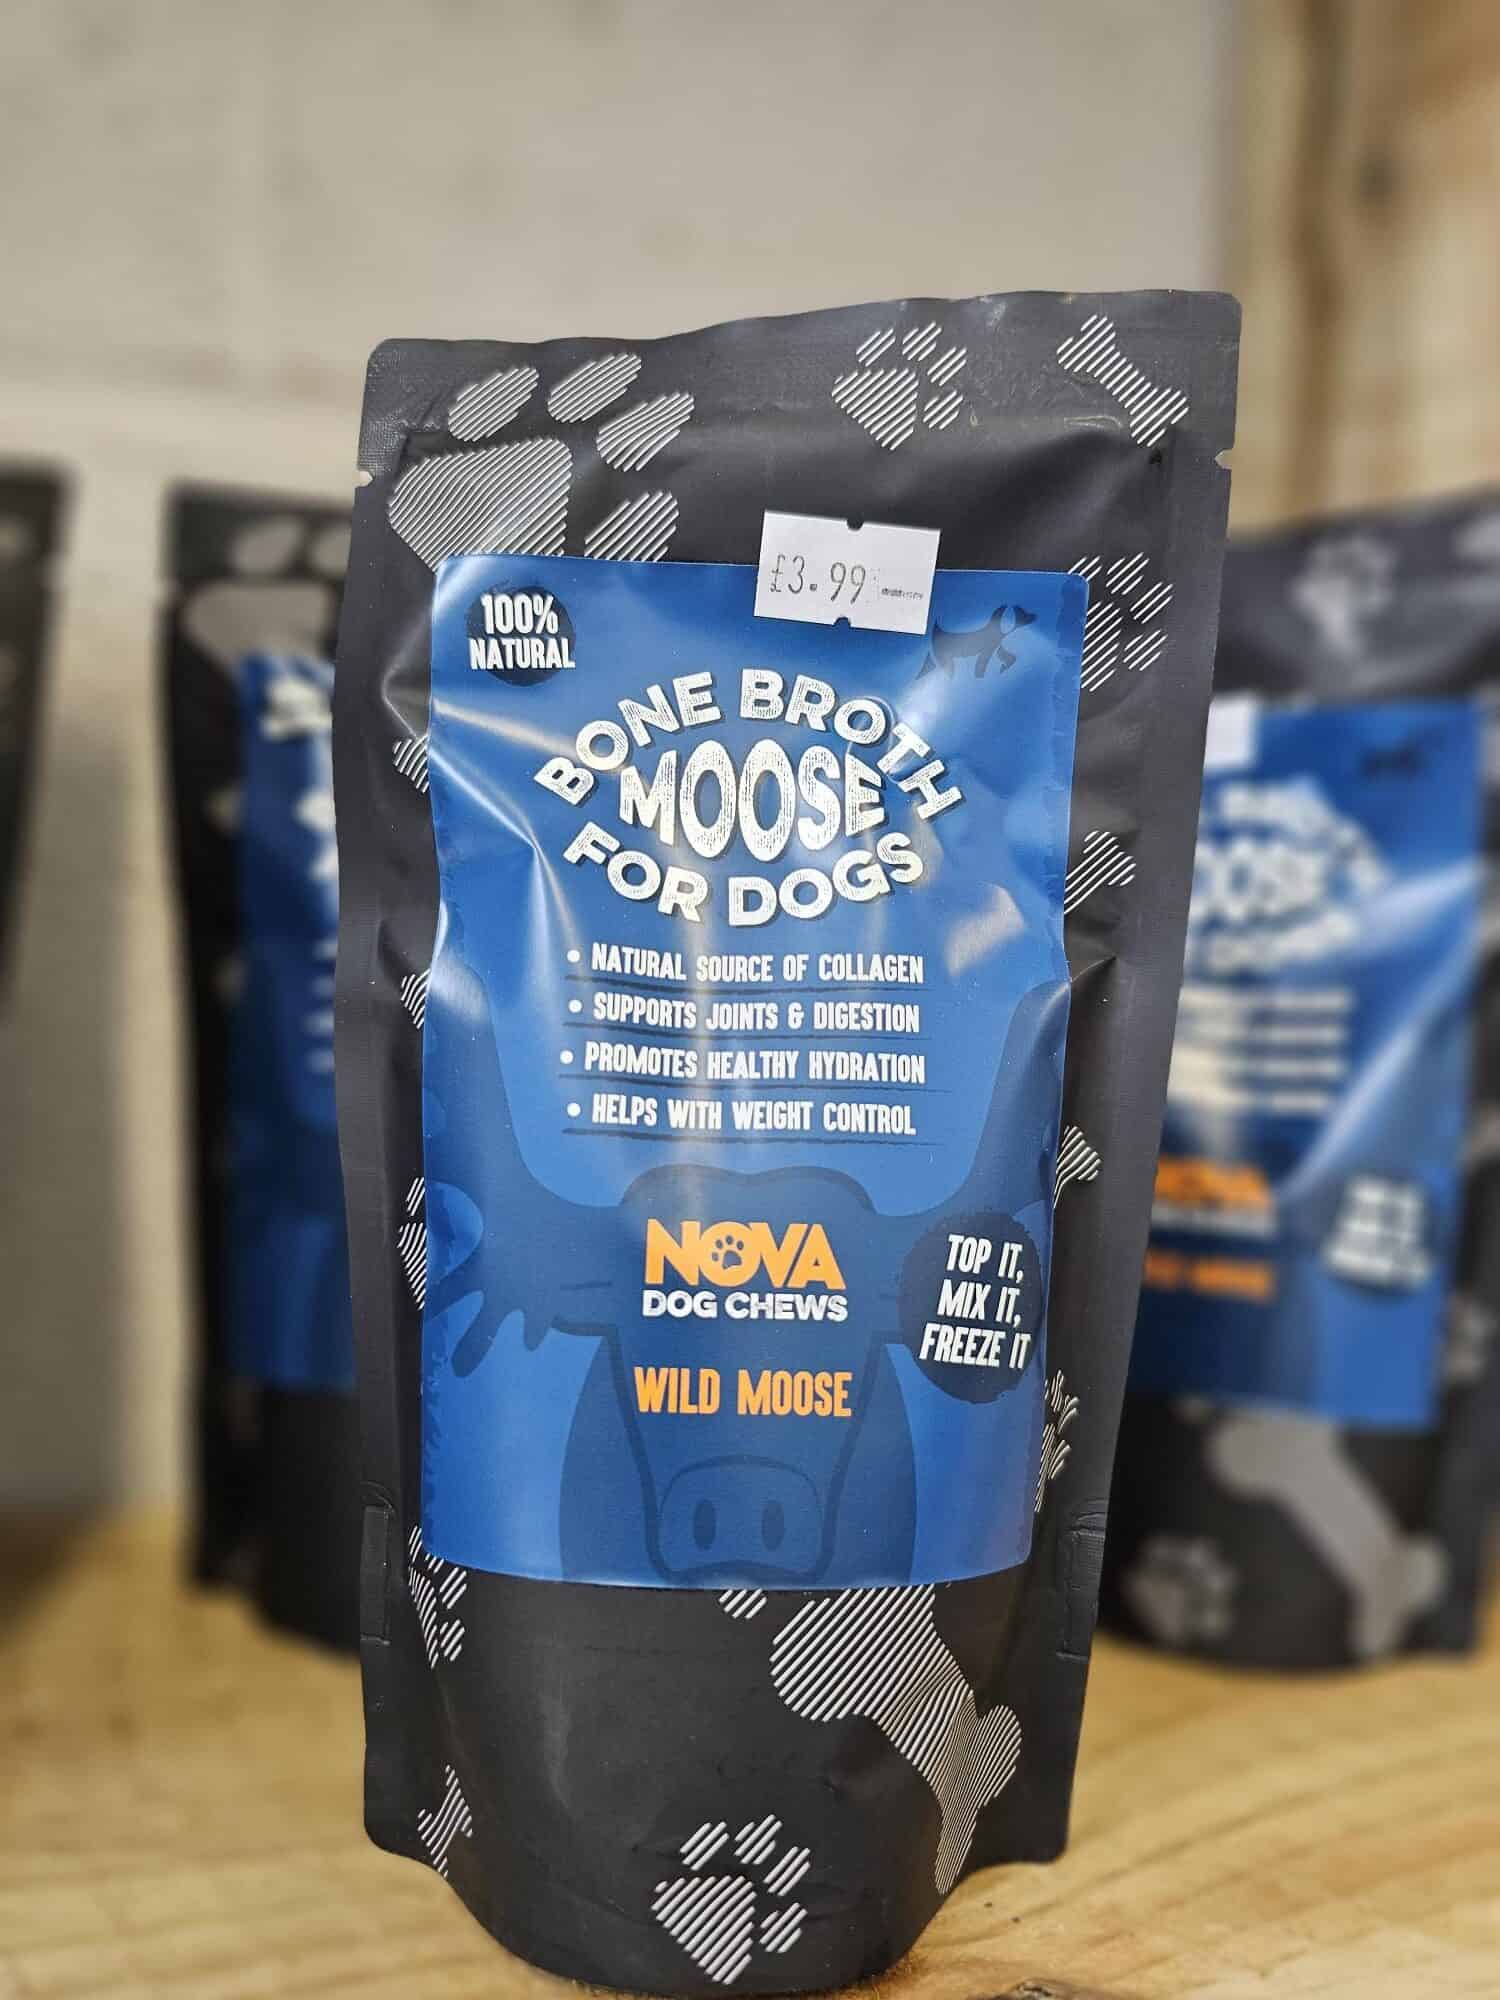 £3.99
100%
NATURAL
BONE BROTH
MOOSE
FOR DOGS
• NATURAL SOURCE OF COLLAGEN
• SUPPORTS JOINTS & DIGESTION
• PROMOTES HEALTHY HYDRATION
• HELPS WITH WEIGHT CONTROL
NOVA
DOG CHEWS
TOP IT,
MIX IT,
FREEZE IT
WILD MOOSE
NOVA